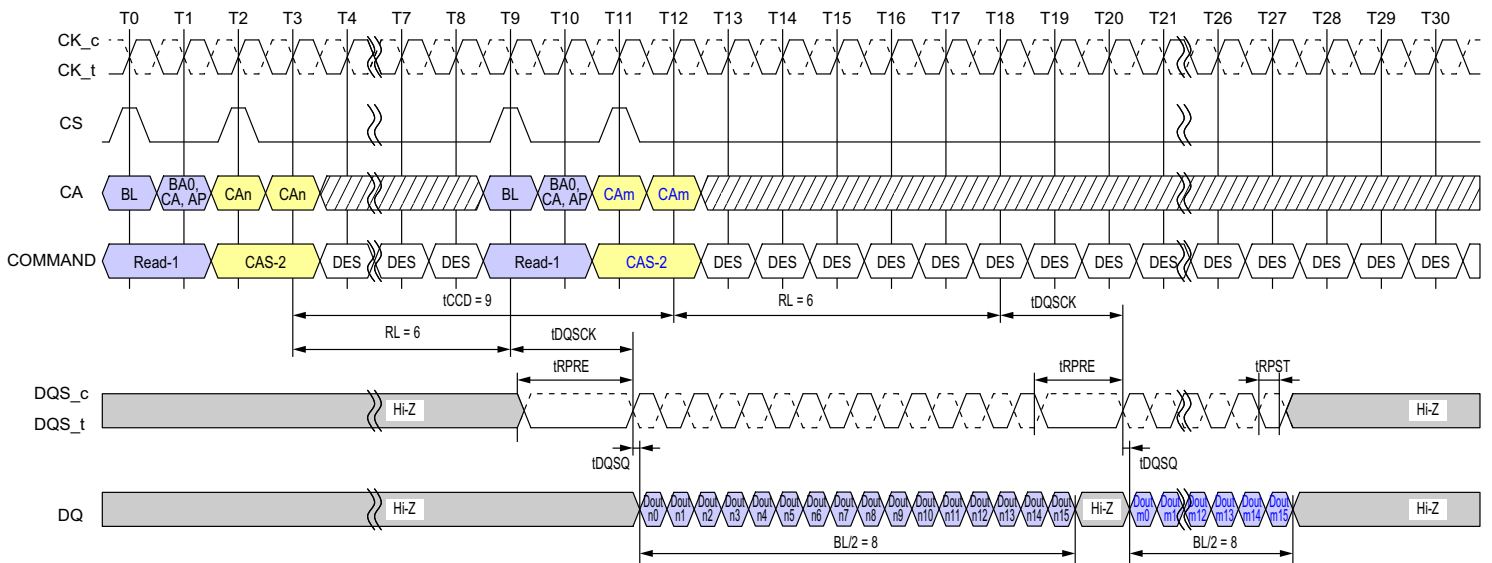 T0 T1 T2 T3 T4 T7 T8 T9 T10 T11 T12 T13 T14 T15 T16 T17 T18 T19 T20 T21 T26 T27 T28 T29 T30
CK_c
CK_t
CS
CA BL BA0, CA, AP CAn CAn BL BA0, CA, AP CAm CAm
COMMAND Read-1 CAS-2 DES DES DES Read-1 CAS-2 DES DES DES DES DES DES DES DES DES DES DES DES DES DES
tCCD = 9 RL = 6 tDQSCK
RL = 6 tDQSCK
tRPRE tRPRE tRPST
DQS_c
DQS_t
Hi-Z Hi-Z
tDQSQ tDQSQ
DQ Hi-Z Dout n0 Dout n1 Dout n2 Dout n3 Dout n4 Dout n5 Dout n6 Dout n7 Dout n8 Dout n9 Dout n10 Dout n11 Dout n12 Dout n13 Dout n14 Dout n15 Hi-Z Dout m0 Dout m1 Dout m12 Dout m13 Dout m14 Dout m15 Hi-Z
BL/2 = 8 BL/2 = 8